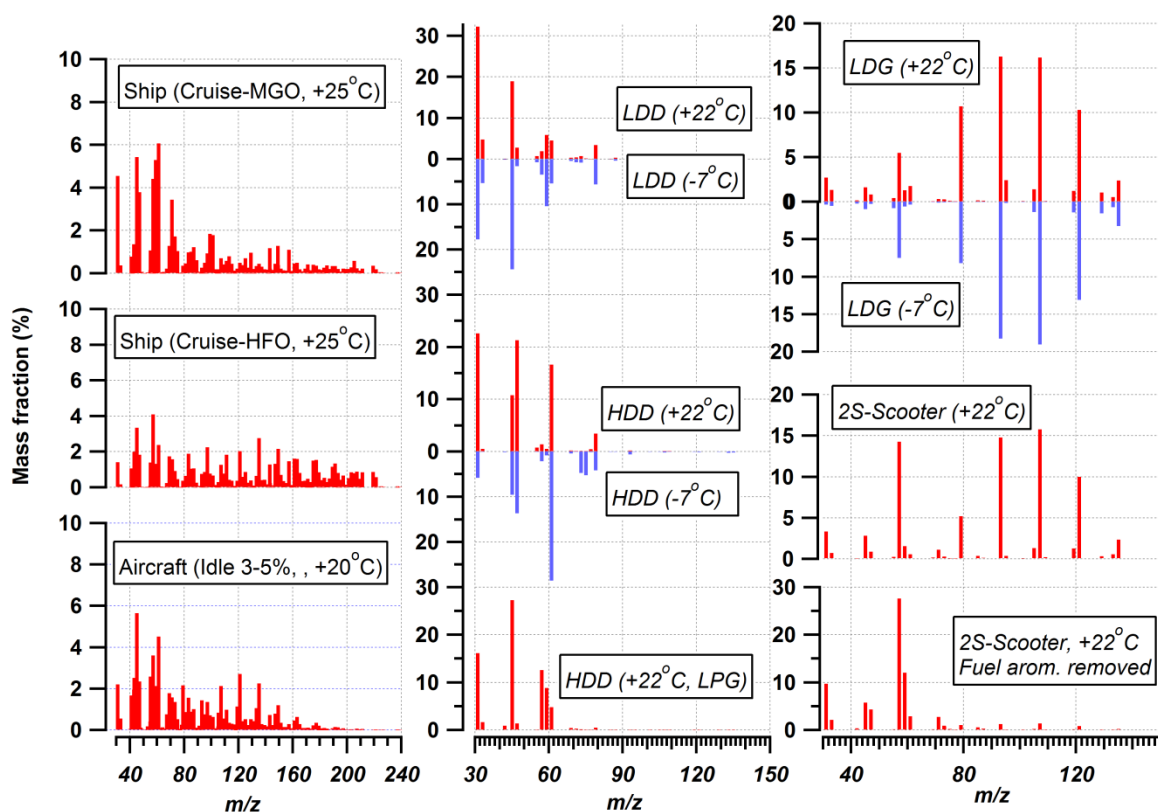 Mass fraction (%)
10
8
6
4
2
0
Ship (Cruise-MGO, +25°C)
10
8
6
4
2
0
Ship (Cruise-HFO, +25°C)
10
8
6
4
2
0
Aircraft (Idle 3-5%, , +20°C)
40 80 120 160 200 240
m/z
30
20
10
0
10
20
30
LDD (+22°C)
LDD (-7°C)
20
10
0
10
20
30
HDD (+22°C)
HDD (-7°C)
20
10
0
HDD (+22°C, LPG)
30 60 90 120 150
m/z
20
15
10
5
0
5
10
15
20
LDG (+22°C)
LDG (-7°C)
20
15
10
5
0
2S-Scooter (+22°C)
30
20
10
0
2S-Scooter, +22°C
Fuel arom. removed
40 80 120
m/z